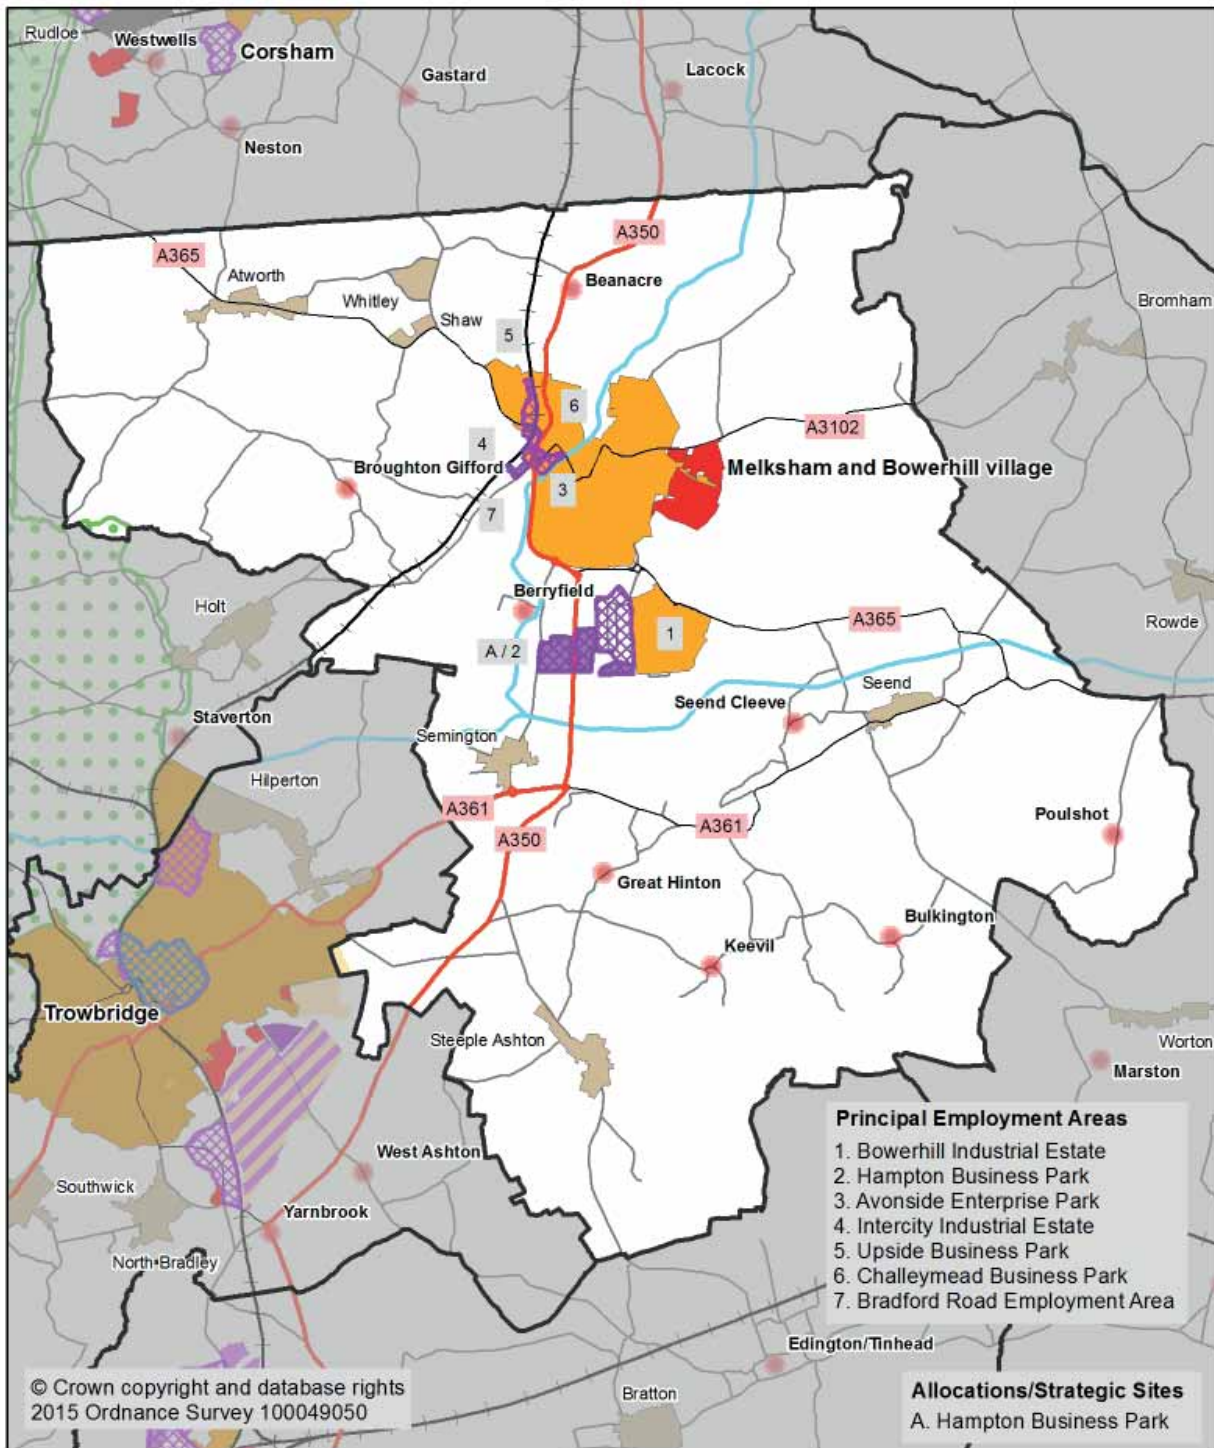 Rudloe
Westwells
Corsham
Gastard
Lacock
Neston
A350
A365
Atworth
Beanacre
Whitley
Bromham
Shaw
5
6
A3102
4
Broughton Gifford
Melksham and Bowerhill village
3
7
Berryfield
Holt
A365
Rowde
1
A / 2
Seend
Seend Cleeve
Staverton
Semington
Hilperton
A361
Poulshot
A361
A350
Great Hinton
Bulkington
Keevil
Trowbridge
Steeple Ashton
Worton
Marston
Principal Employment Areas
1. Bowerhill Industrial Estate
2. Hampton Business Park
3. Avonside Enterprise Park
4. Intercity Industrial Estate
5. Upside Business Park
6. Challeymead Business Park
7. Bradford Road Employment Area
West Ashton
Southwick
Yarnbrook
North Bradley
Edington/Tinhead
© Crown copyright and database rights
2015 Ordnance Survey 100049050
Bratton
Allocations/Strategic Sites
A. Hampton Business Park